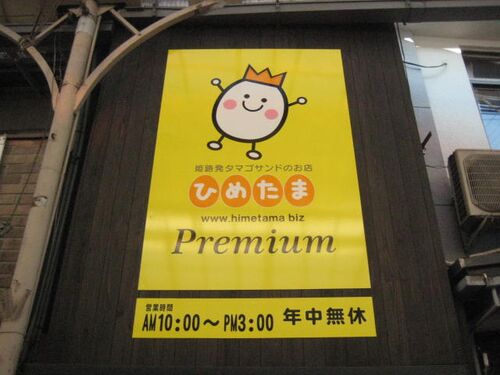 姫路発タマゴサンドのお店
ひめたま
www.himetama.biz
Premium
営業時間
AM10:00～PM3:00 年中無休